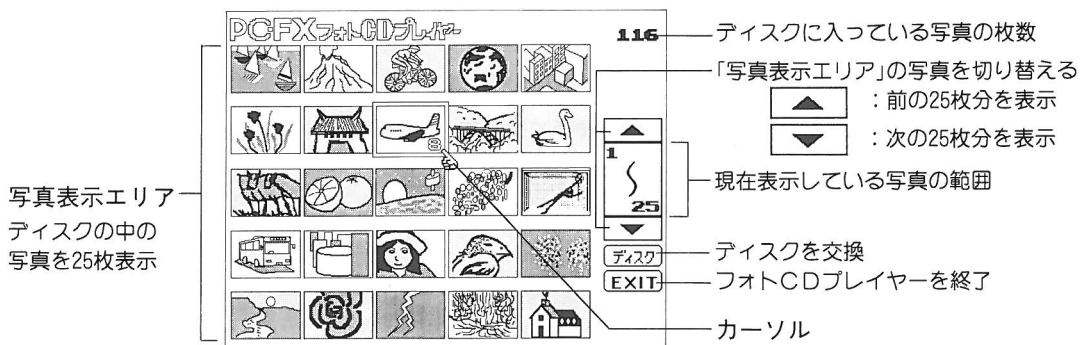 PCFXフォトCDプレイヤー
116
ディスクに入っている写真の枚数
「写真表示エリア」の写真を切り替える
▲ ：前の25枚分を表示
▼ ：次の25枚分を表示
8
▲
1
〜
25
▼
現在表示している写真の範囲
写真表示エリア
ディスクの中の
写真を25枚表示
ディスク
ディスクを交換
EXIT
フォトCDプレイヤーを終了
カーソル